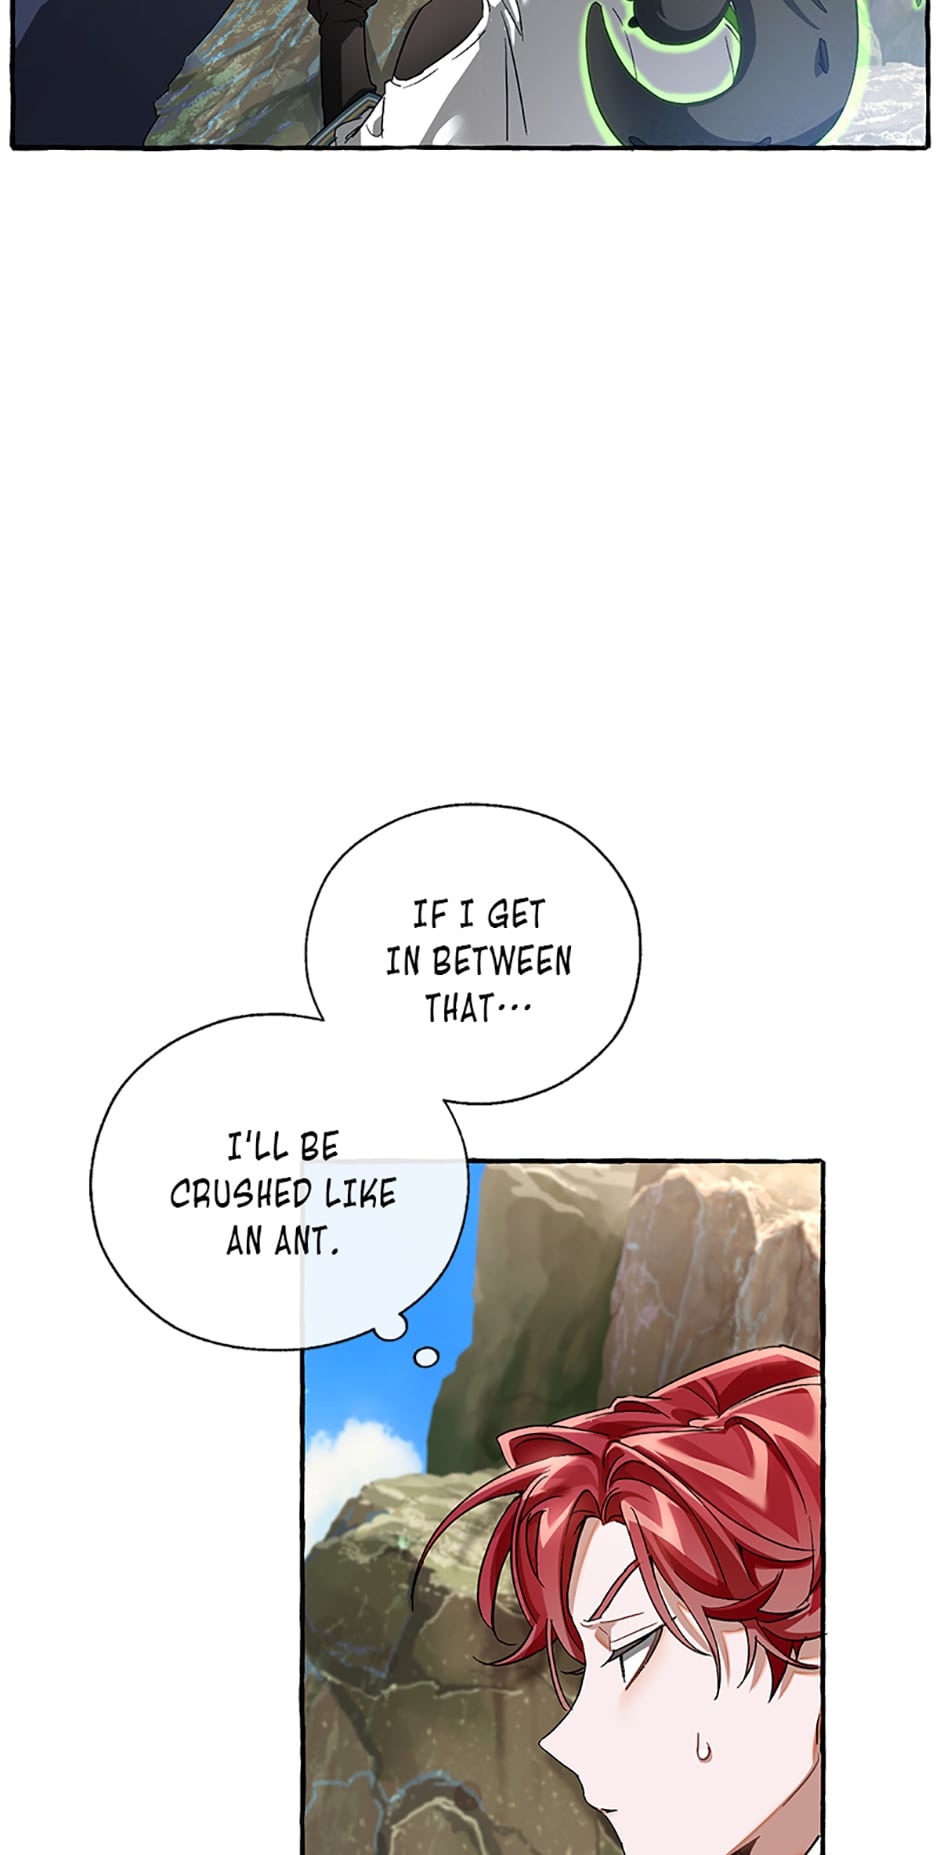 IF I GET
IN BETWEEN
THAT...
I'LL BE
CRUSHED LIKE
AN ANT.